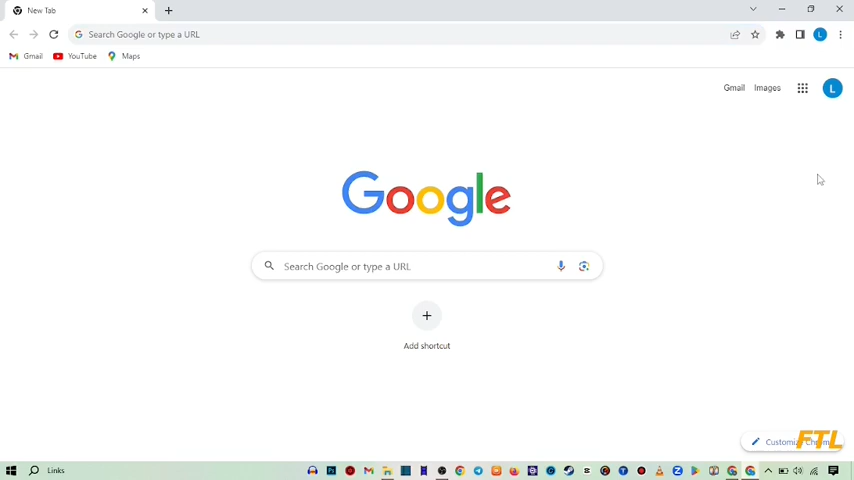 New Tab
Search Google or type a URL
Gmail YouTube Maps
L
Gmail Images
L
Google
Search Google or type a URL
Add shortcut
Customize Chrome
FTL
Links